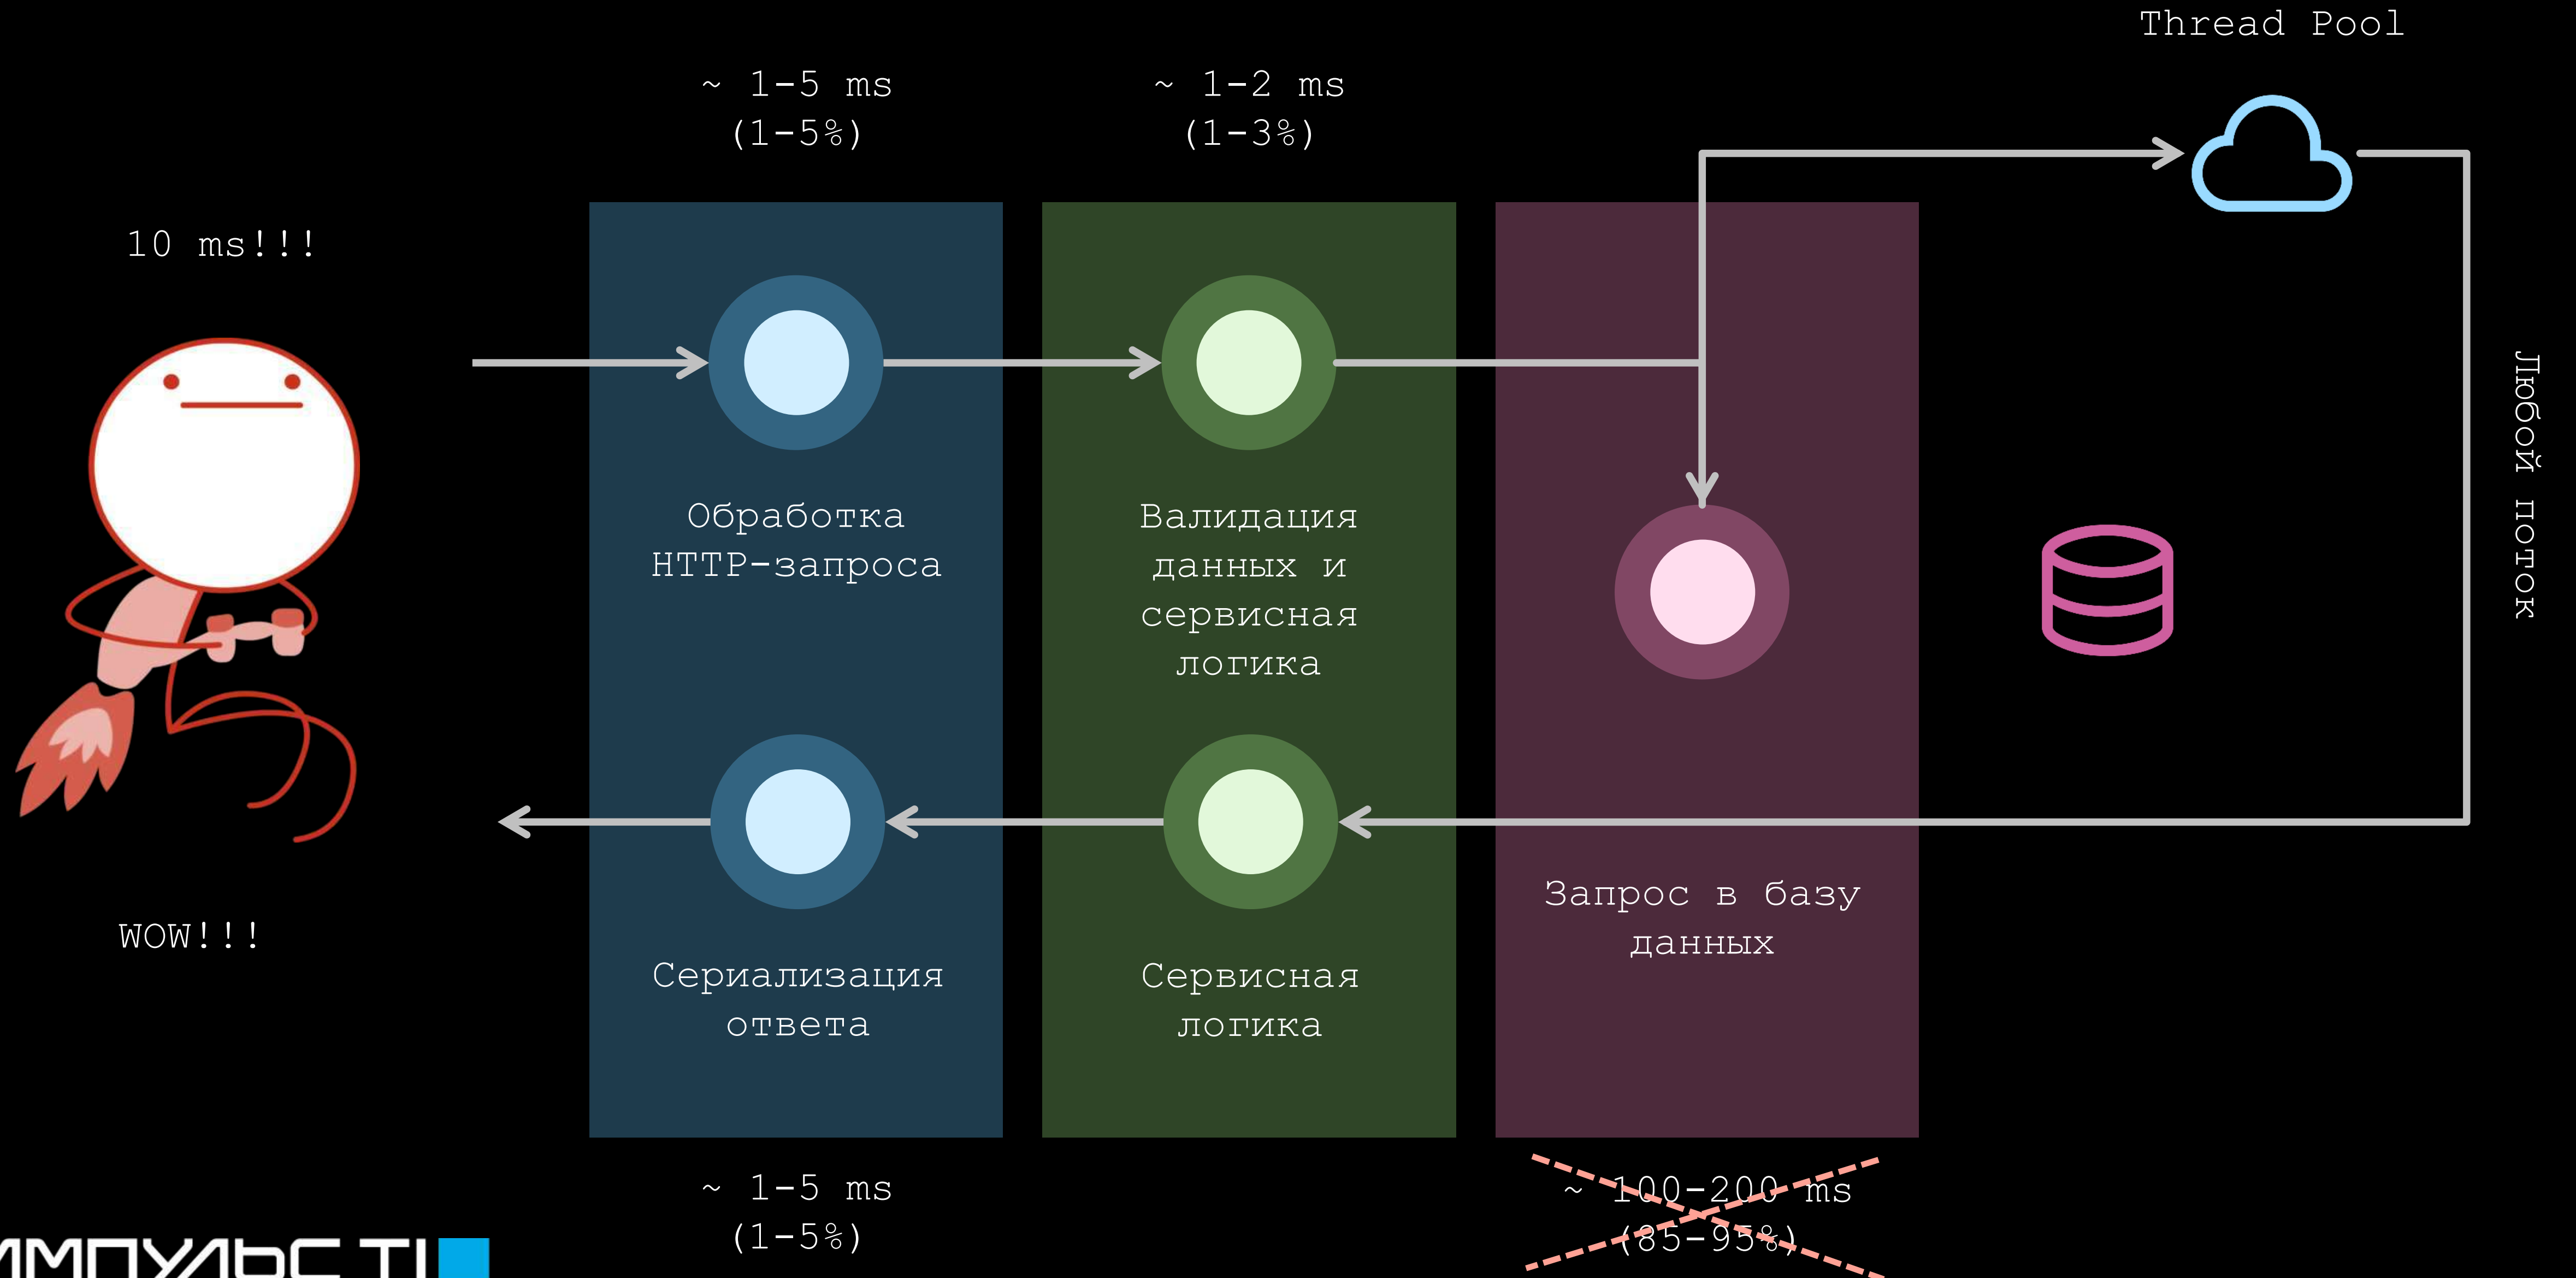 Thread Pool
~ 1-5 ms
(1-5%)
~ 1-2 ms
(1-3%)
10 ms!!!
Обработка
HTTP-запроса
Валидация
данных и
сервисная
логика
Любой поток
WOW!!!
Сериализация
ответа
Сервисная
логика
Запрос в базу
данных
~ 1-5 ms
(1-5%)
~ 100-200 ms
(85-95%)
ИМПУЛЬС Т1